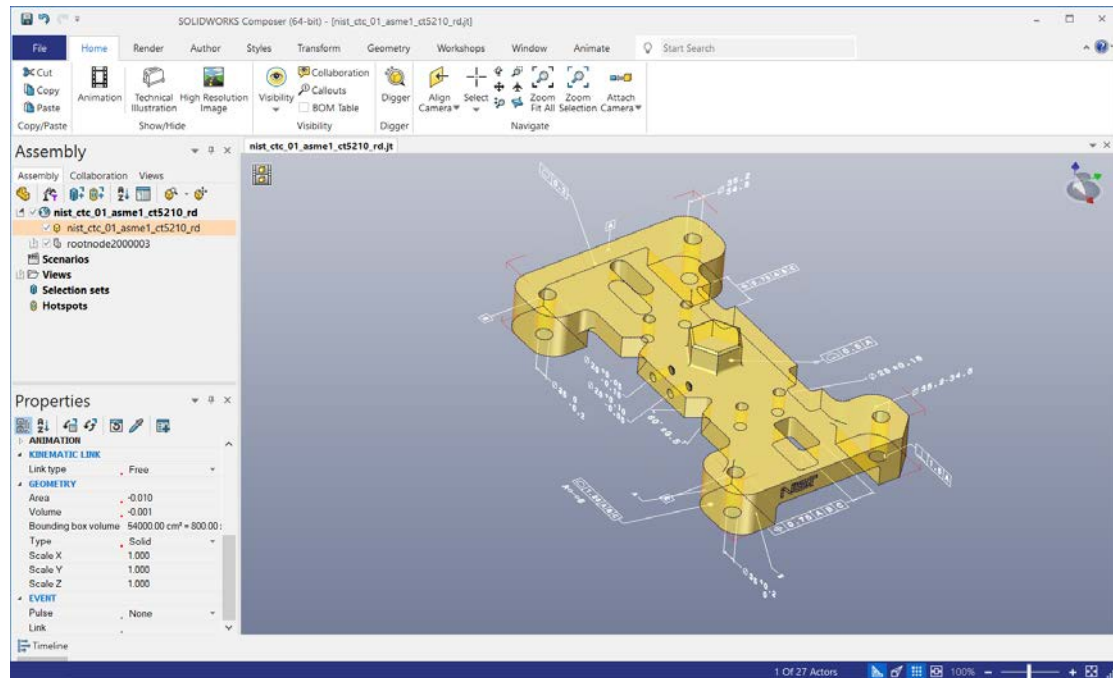 SOLIDWORKS Composer (64-bit) - [nist_ctc_01_asme1_ct5210_rd.jt]
File Home Render Author Styles Transform Geometry Workshops Window Animate Start Search
Cut
Copy
Paste
Animation
Technical Illustration
High Resolution Image
Visibility
Collaboration
Callouts
BOM Table
Digger
Align Camera
Select
Zoom Fit All
Zoom Selection
Attach Camera
Copy/Paste Show/Hide Visibility Digger Navigate
Assembly
nist_ctc_01_asme1_ct5210_rd.jt
Assembly Collaboration Views
nist_ctc_01_asme1_ct5210_rd
nist_ctc_01_asme1_ct5210_rd
rootnode2000003
Scenarios
Views
Selection sets
Hotspots
Properties
ANIMATION
KINEMATIC LINK
Link type Free
GEOMETRY
Area -0.010
Volume -0.001
Bounding box volume 54000.00 cm³ = 800.00 :
Type Solid
Scale X 1.000
Scale Y 1.000
Scale Z 1.000
EVENT
Pulse None
Link
NIST
Timeline
1 Of 27 Actors 100%